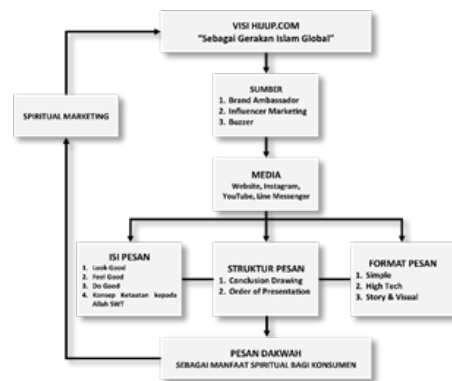 VISI HIJUP.COM
"Sebagai Gerakan Islam Global"
SPIRITUAL MARKETING
SUMBER
1. Brand Ambassador
2. Influencer Marketing
3. Buzzer
MEDIA
Website, Instagram,
YouTube, Line Messenger
ISI PESAN
1. Look Good
2. Feel Good
3. Do Good
4. Konsep Ketaatan kepada
Allah SWT
STRUKTUR PESAN
1. Conclusion Drawing
2. Order of Presentation
FORMAT PESAN
1. Simple
2. High Tech
3. Story & Visual
PESAN DAKWAH
SEBAGAI MANFAAT SPIRITUAL BAGI KONSUMEN